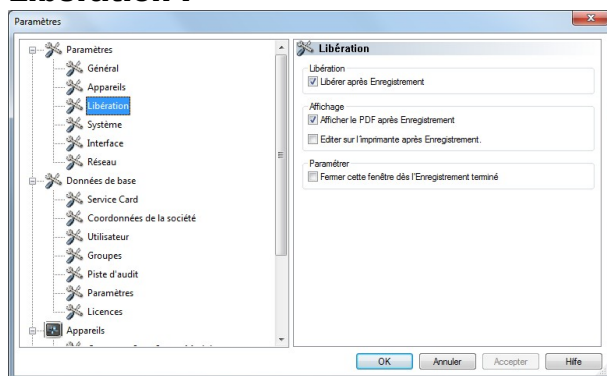 Paramètres
Paramètres
Général
Appareils
Libération
Système
Interface
Réseau
Données de base
Service Card
Coordonnées de la société
Utilisateur
Groupes
Piste d'audit
Paramètres
Licences
Appareils
Libération
Libération
Libérer après Enregistrement
Affichage
Afficher le PDF après Enregistrement
Editer sur l'imprimante après Enregistrement.
Paramétrer
Fermer cette fenêtre dès l'Enregistrement terminé
OK
Annuler
Accepter
Hilfe